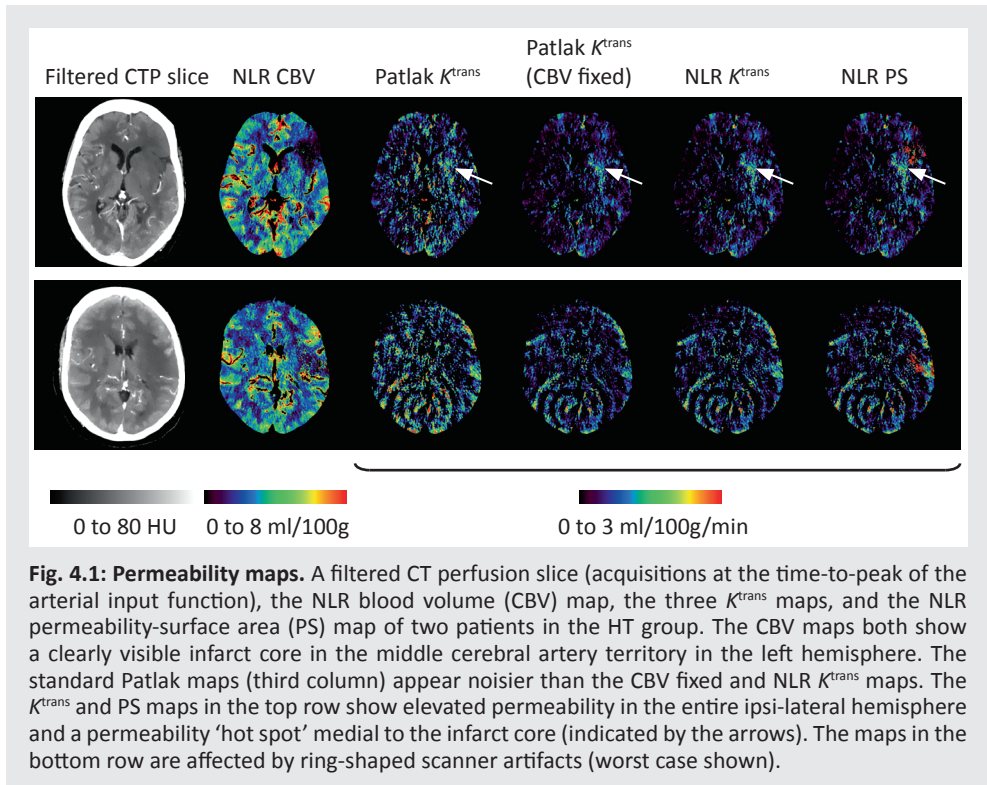 Filtered CTP slice
NLR CBV
Patlak Kᵗʳᵃⁿˢ
Patlak Kᵗʳᵃⁿˢ
(CBV fixed)
NLR Kᵗʳᵃⁿˢ
NLR PS
0 to 80 HU
0 to 8 ml/100g
0 to 3 ml/100g/min
Fig. 4.1: Permeability maps. A filtered CT perfusion slice (acquisitions at the time-to-peak of the
arterial input function), the NLR blood volume (CBV) map, the three Kᵗʳᵃⁿˢ maps, and the NLR
permeability-surface area (PS) map of two patients in the HT group. The CBV maps both show
a clearly visible infarct core in the middle cerebral artery territory in the left hemisphere. The
standard Patlak maps (third column) appear noisier than the CBV fixed and NLR Kᵗʳᵃⁿˢ maps. The
Kᵗʳᵃⁿˢ and PS maps in the top row show elevated permeability in the entire ipsi-lateral hemisphere
and a permeability ‘hot spot’ medial to the infarct core (indicated by the arrows). The maps in the
bottom row are affected by ring-shaped scanner artifacts (worst case shown).